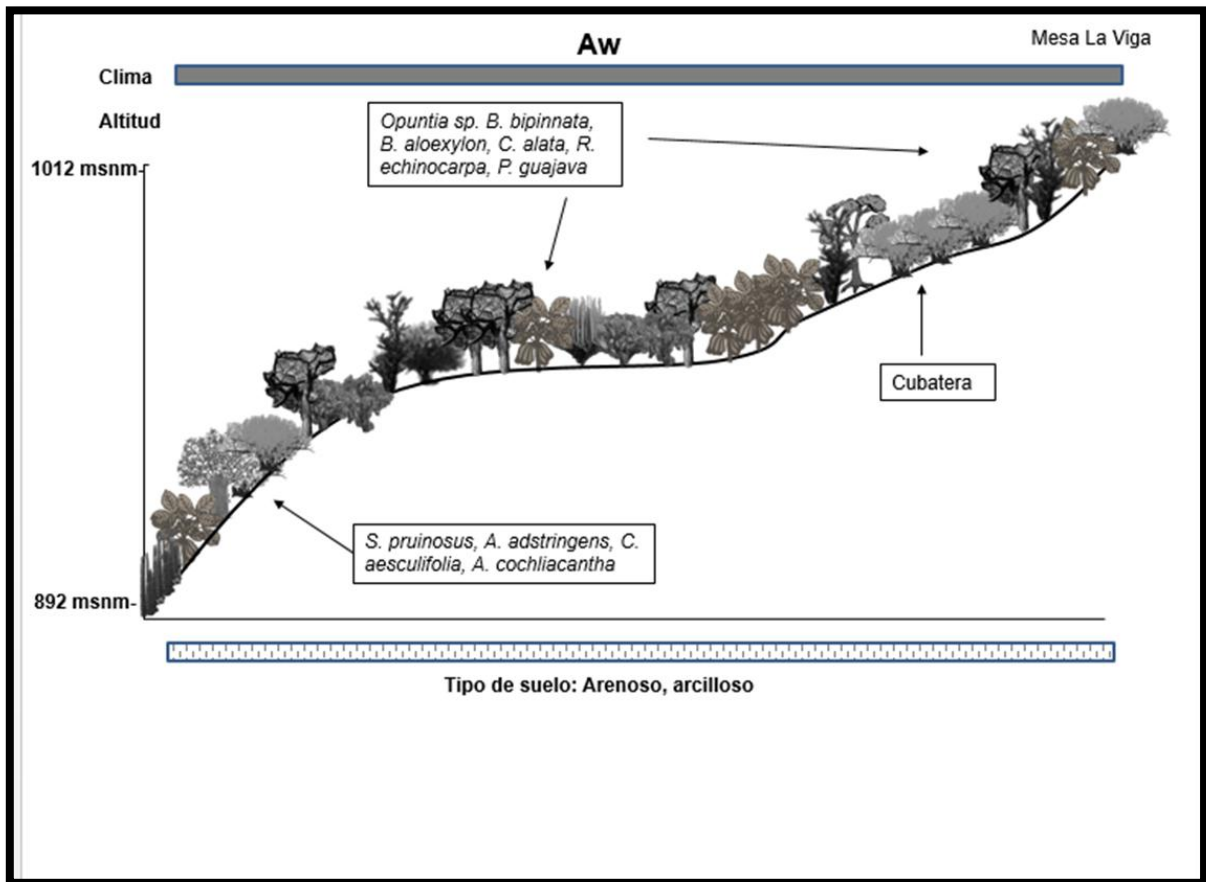 Aw
Mesa La Viga
Clima
Altitud
Opuntia sp. B. bipinnata,
B. aloexylon, C. alata, R.
echinocarpa, P. guajava
1012 msnm-
Cubatera
S. pruinosus, A. adstringens, C.
aesculifolia, A. cochliacantha
892 msnm-
Tipo de suelo: Arenoso, arcilloso